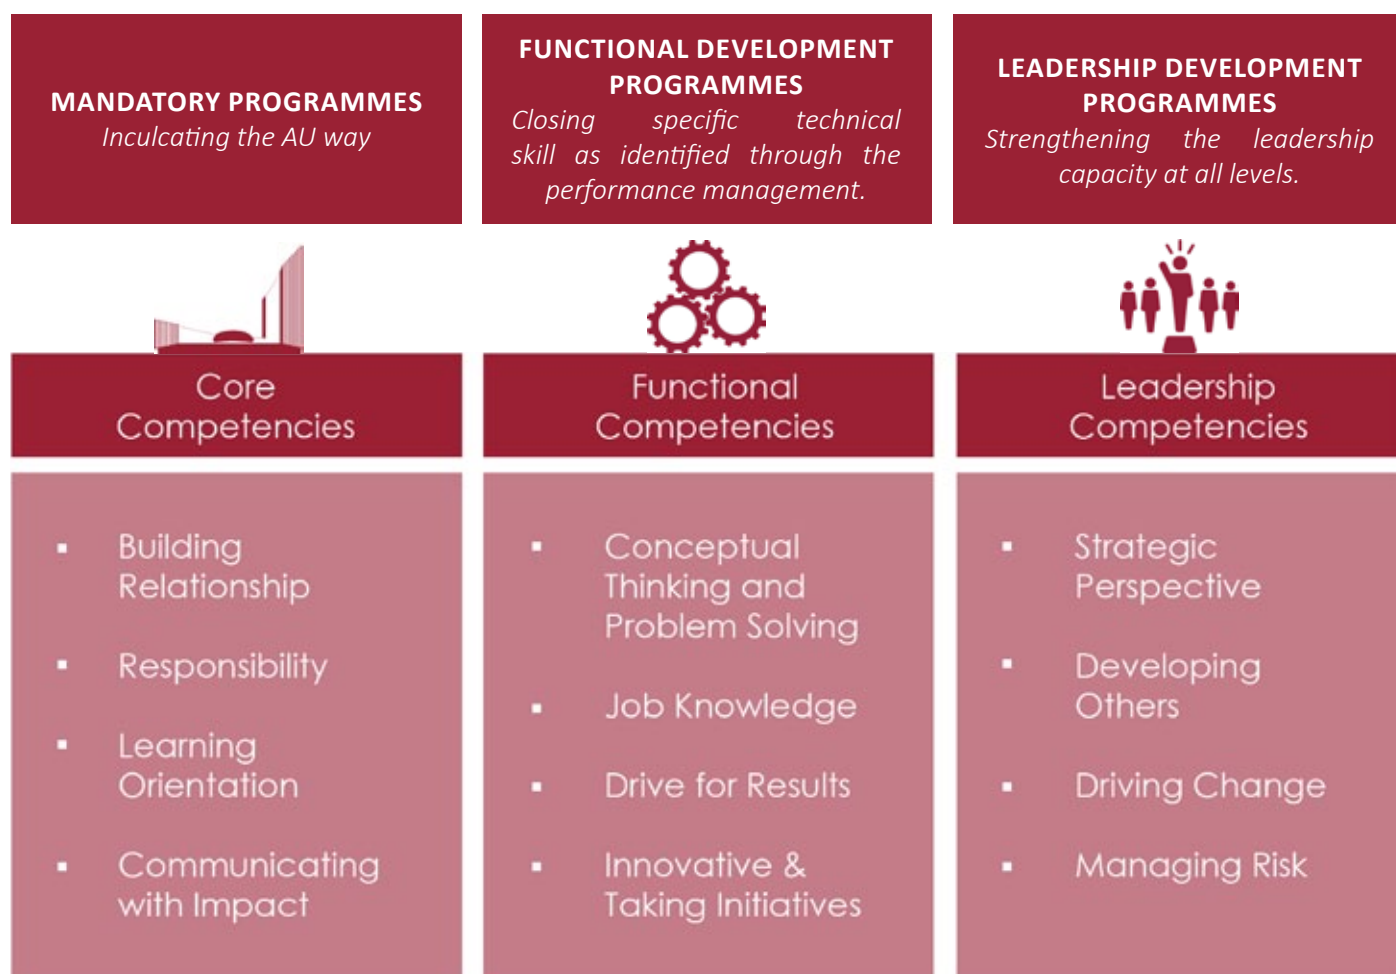 MANDATORY PROGRAMMES
Inculcating the AU way
FUNCTIONAL DEVELOPMENT
PROGRAMMES
Closing specific technical
skill as identified through the
performance management.
LEADERSHIP DEVELOPMENT
PROGRAMMES
Strengthening the leadership
capacity at all levels.
Core
Competencies
▪ Building
Relationship
▪ Responsibility
▪ Learning
Orientation
▪ Communicating
with Impact
Functional
Competencies
▪ Conceptual
Thinking and
Problem Solving
▪ Job Knowledge
▪ Drive for Results
▪ Innovative &
Taking Initiatives
Leadership
Competencies
▪ Strategic
Perspective
▪ Developing
Others
▪ Driving Change
▪ Managing Risk